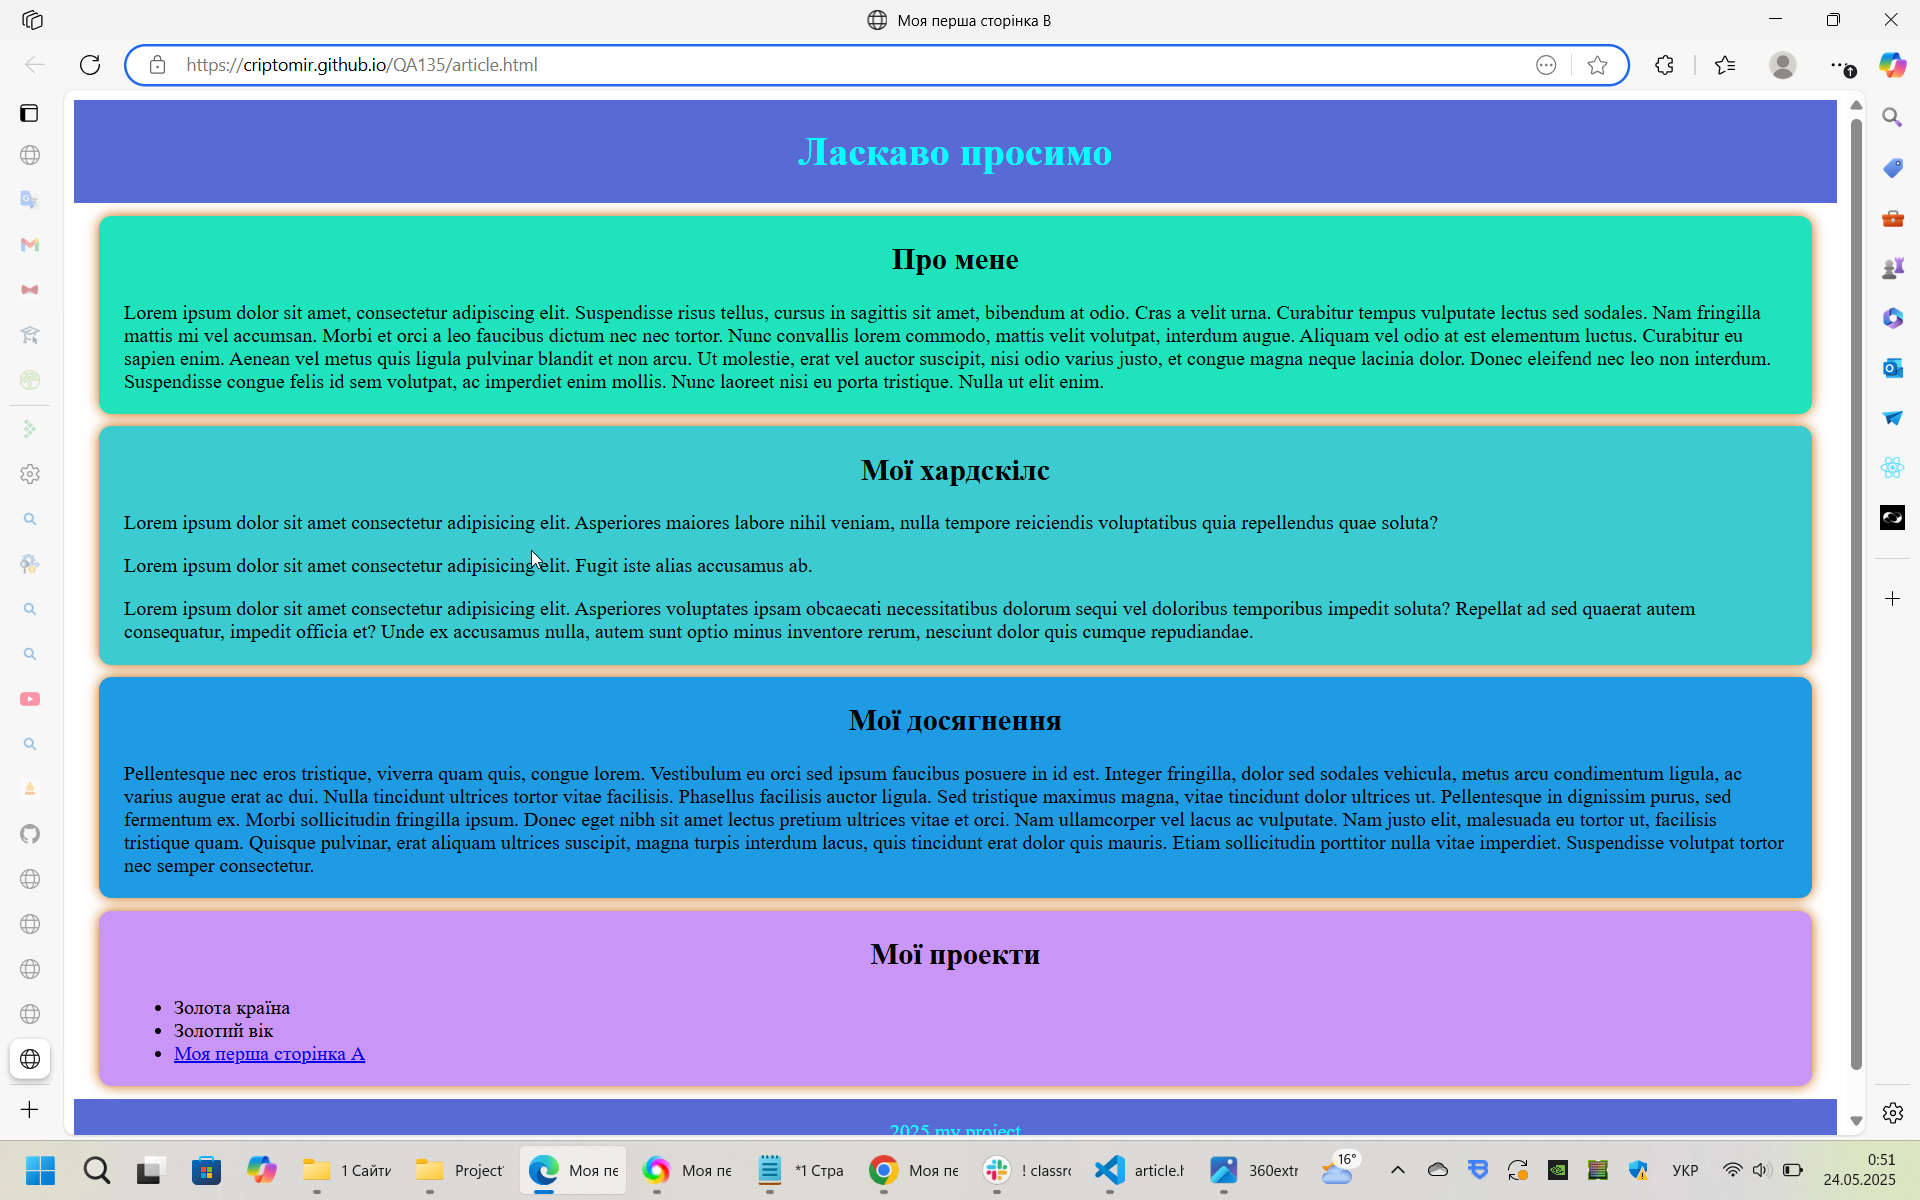 Моя перша сторінка B
https://criptomir.github.io/QA135/article.html
Ласкаво просимо
Про мене
Lorem ipsum dolor sit amet, consectetur adipiscing elit. Suspendisse risus tellus, cursus in sagittis sit amet, bibendum at odio. Cras a velit urna. Curabitur tempus vulputate lectus sed sodales. Nam fringilla
mattis mi vel accumsan. Morbi et orci a leo faucibus dictum nec nec tortor. Nunc convallis lorem commodo, mattis velit volutpat, interdum augue. Aliquam vel odio at est elementum luctus. Curabitur eu
sapien enim. Aenean vel metus quis ligula pulvinar blandit et non arcu. Ut molestie, erat vel auctor suscipit, nisi odio varius justo, et congue magna neque lacinia dolor. Donec eleifend nec leo non interdum.
Suspendisse congue felis id sem volutpat, ac imperdiet enim mollis. Nunc laoreet nisi eu porta tristique. Nulla ut elit enim.
Мої хардскілс
Lorem ipsum dolor sit amet consectetur adipisicing elit. Asperiores maiores labore nihil veniam, nulla tempore reiciendis voluptatibus quia repellendus quae soluta?
Lorem ipsum dolor sit amet consectetur adipisicing elit. Fugit iste alias accusamus ab.
Lorem ipsum dolor sit amet consectetur adipisicing elit. Asperiores voluptates ipsam obcaecati necessitatibus dolorum sequi vel doloribus temporibus impedit soluta? Repellat ad sed quaerat autem
consequatur, impedit officia et? Unde ex accusamus nulla, autem sunt optio minus inventore rerum, nesciunt dolor quis cumque repudiandae.
Мої досягнення
Pellentesque nec eros tristique, viverra quam quis, congue lorem. Vestibulum eu orci sed ipsum faucibus posuere in id est. Integer fringilla, dolor sed sodales vehicula, metus arcu condimentum ligula, ac
varius augue erat ac dui. Nulla tincidunt ultrices tortor vitae facilisis. Phasellus facilisis auctor ligula. Sed tristique maximus magna, vitae tincidunt dolor ultrices ut. Pellentesque in dignissim purus, sed
fermentum ex. Morbi sollicitudin fringilla ipsum. Donec eget nibh sit amet lectus pretium ultrices vitae et orci. Nam ullamcorper vel lacus ac vulputate. Nam justo elit, malesuada eu tortor ut, facilisis
tristique quam. Quisque pulvinar, erat aliquam ultrices suscipit, magna turpis interdum lacus, quis tincidunt erat dolor quis mauris. Etiam sollicitudin porttitor nulla vitae imperdiet. Suspendisse volutpat tortor
nec semper consectetur.
Мої проекти
Золота країна
Золотий вік
Моя перша сторінка А
2025 my project
1 Сайти
Project
Моя пе
Моя пе
*1 Стра
Моя пе
! classro
article.h
360extr
16°
УКР
0:51
24.05.2025